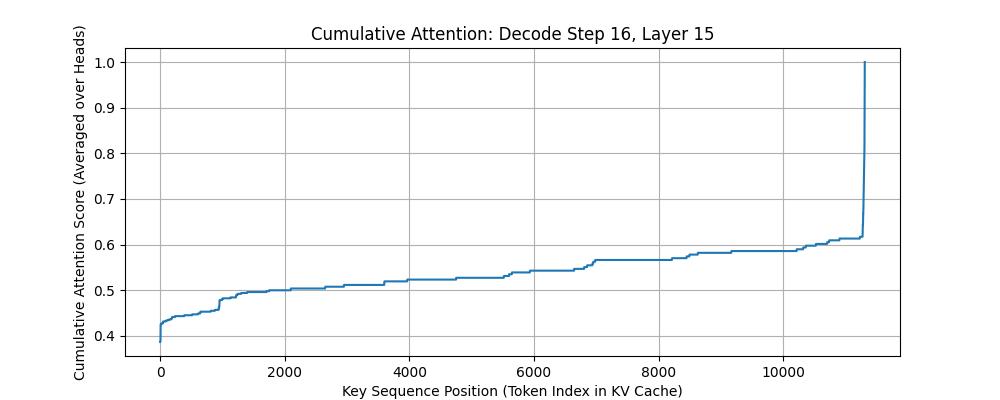 Cumulative Attention: Decode Step 16, Layer 15
Cumulative Attention Score (Averaged over Heads)
1.0
0.9
0.8
0.7
0.6
0.5
0.4
0 2000 4000 6000 8000 10000
Key Sequence Position (Token Index in KV Cache)